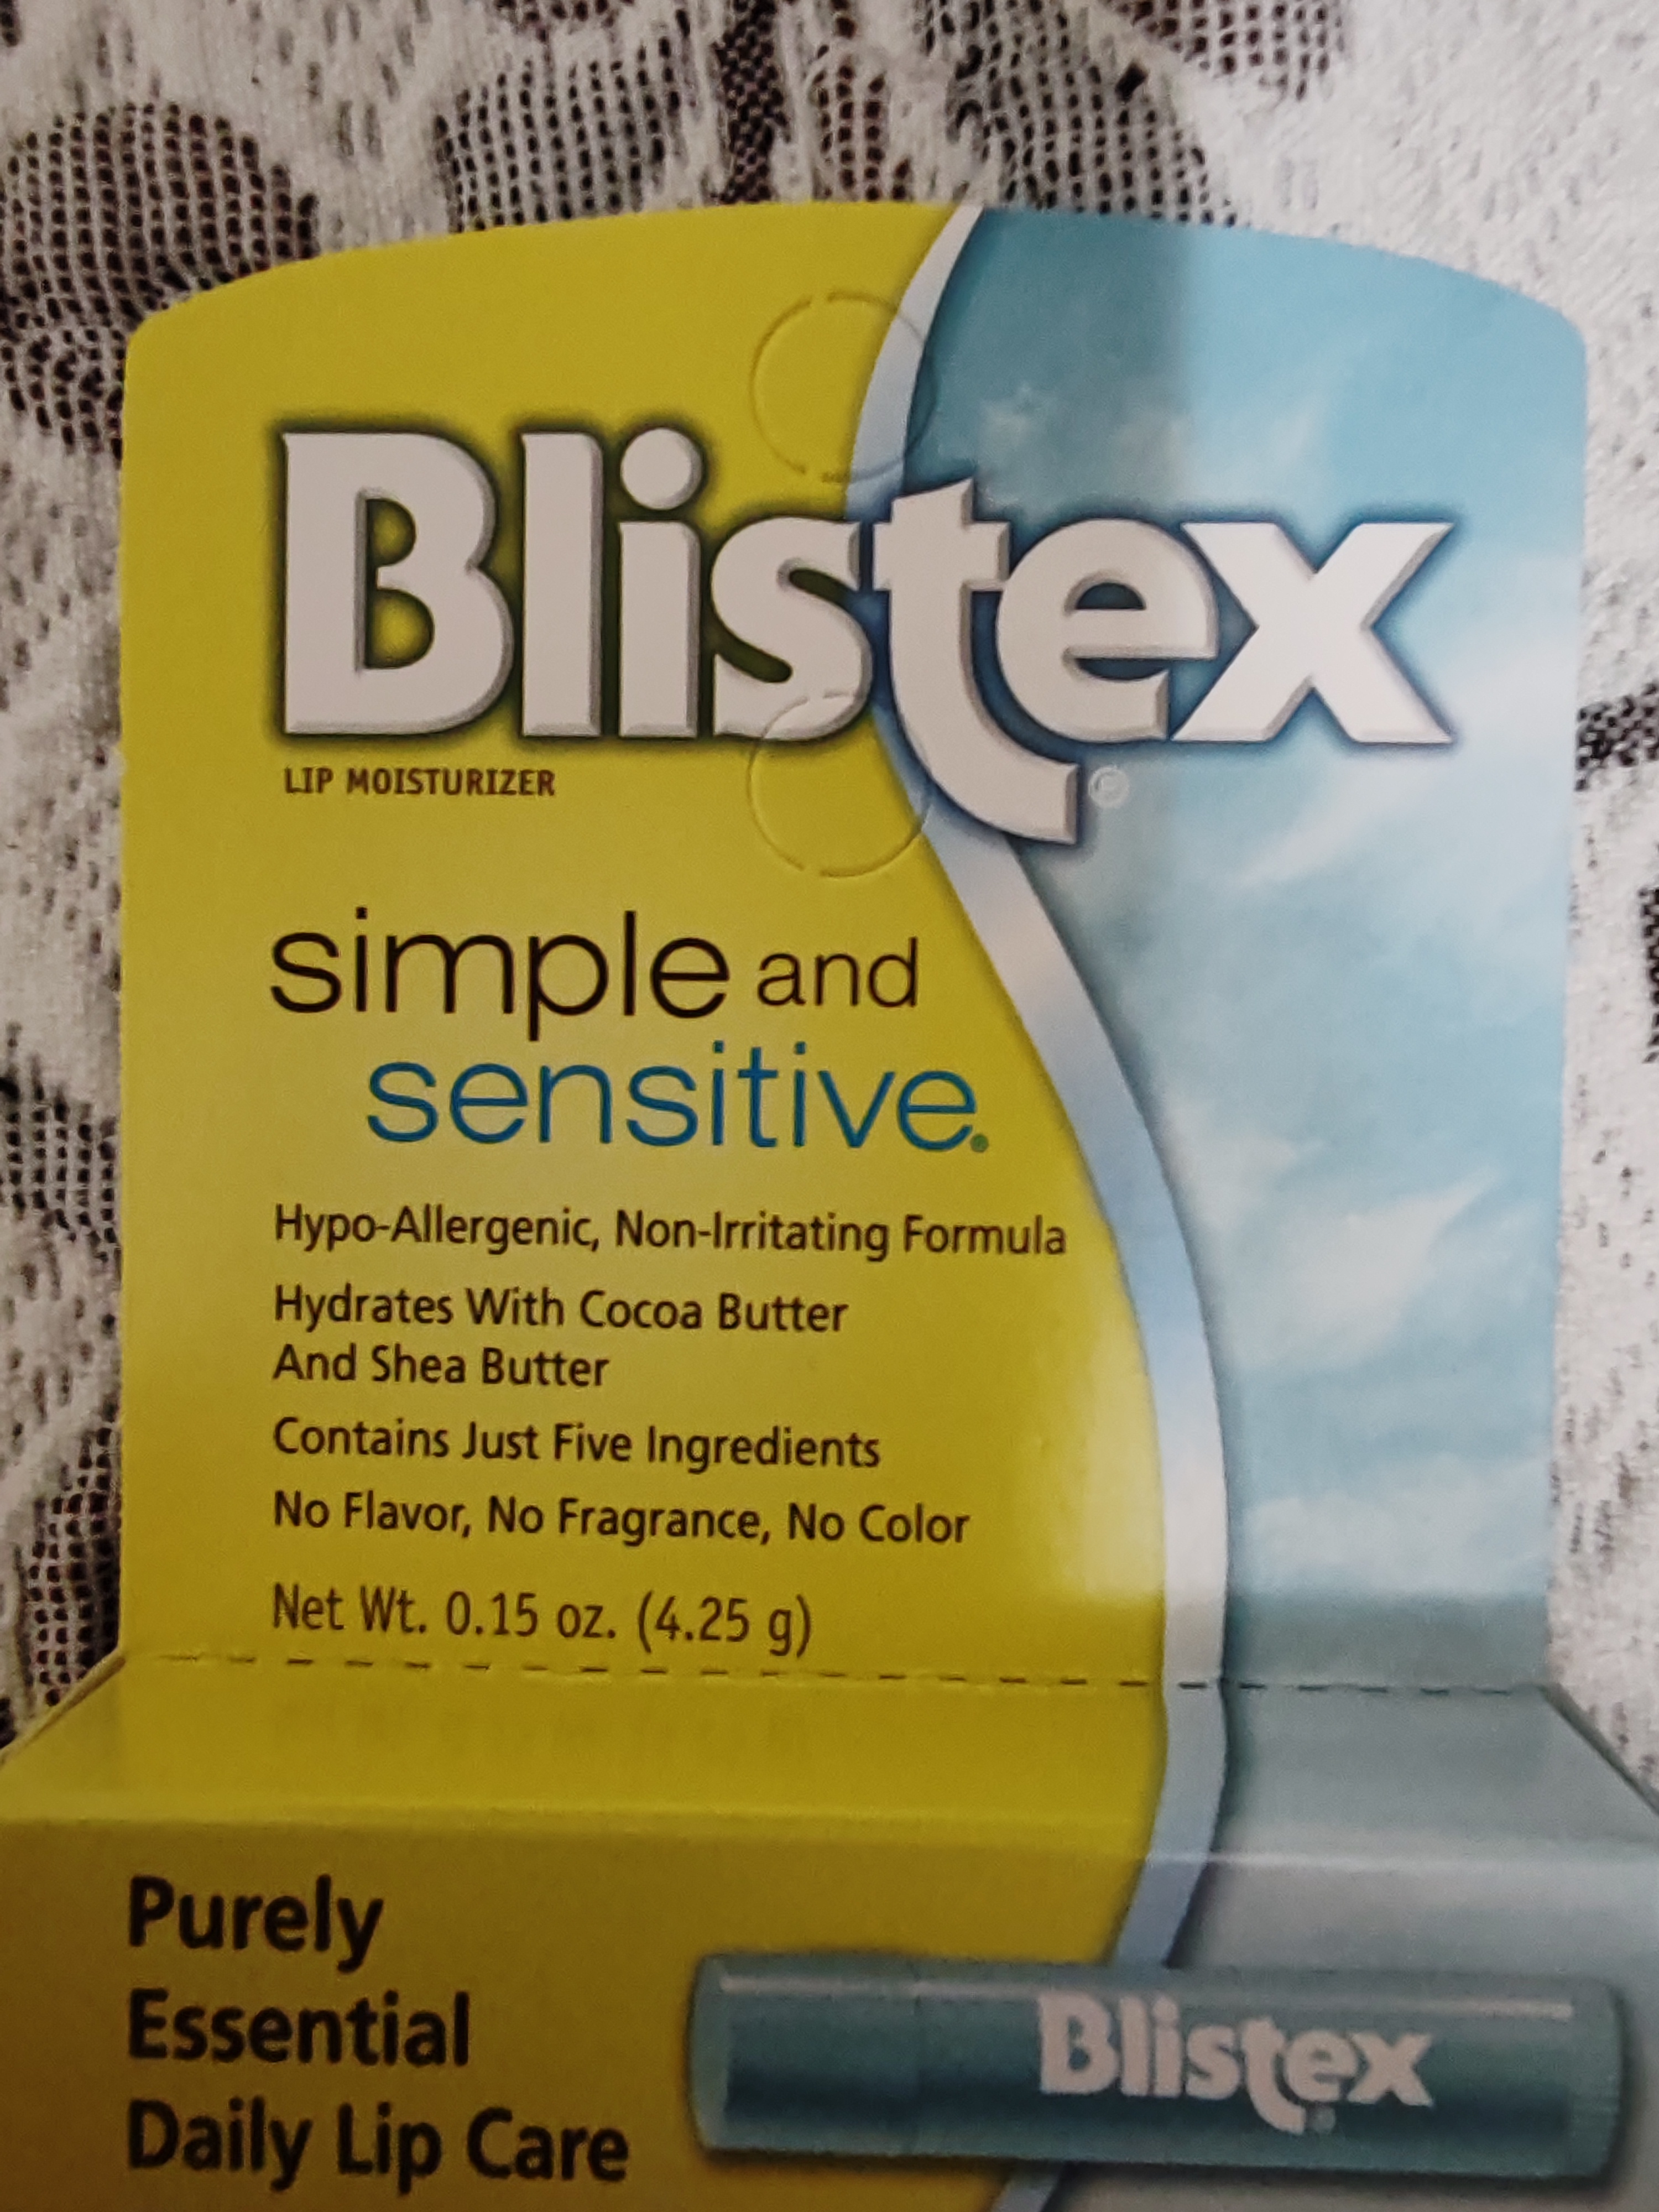 Blistex®
LIP MOISTURIZER
simple and
sensitive®
Hypo-Allergenic, Non-Irritating Formula
Hydrates With Cocoa Butter
And Shea Butter
Contains Just Five Ingredients
No Flavor, No Fragrance, No Color
Net Wt. 0.15 oz. (4.25 g)
Purely
Essential
Daily Lip Care
Blistex®